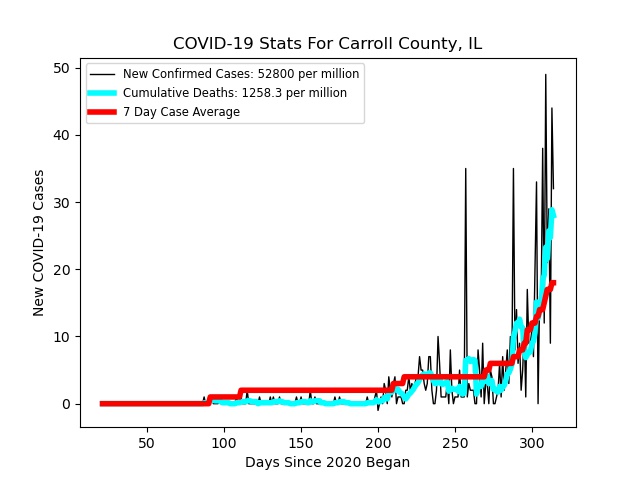 COVID-19 Stats For Carroll County, IL
New Confirmed Cases: 52800 per million
Cumulative Deaths: 1258.3 per million
7 Day Case Average
New COVID-19 Cases
50
40
30
20
10
0
50 100 150 200 250 300
Days Since 2020 Began